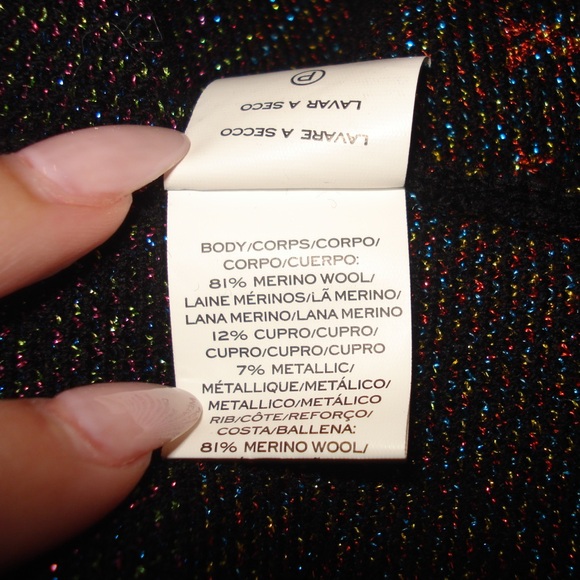 P
LAVAR A SECO
LAVARE A SECCO
BODY/CORPS/CORPO/
CORPO/CUERPO:
81% MERINO WOOL/
LAINE MÉRINOS/LÃ MERINO/
LANA MERINO/LANA MERINO
12% CUPRO/CUPRO/
CUPRO/CUPRO/CUPRO
7% METALLIC/
MÉTALLIQUE/METÁLICO/
METALLICO/METÁLICO
RIB/CÔTE/REFORÇO/
COSTA/BALLENA:
81% MERINO WOOL/